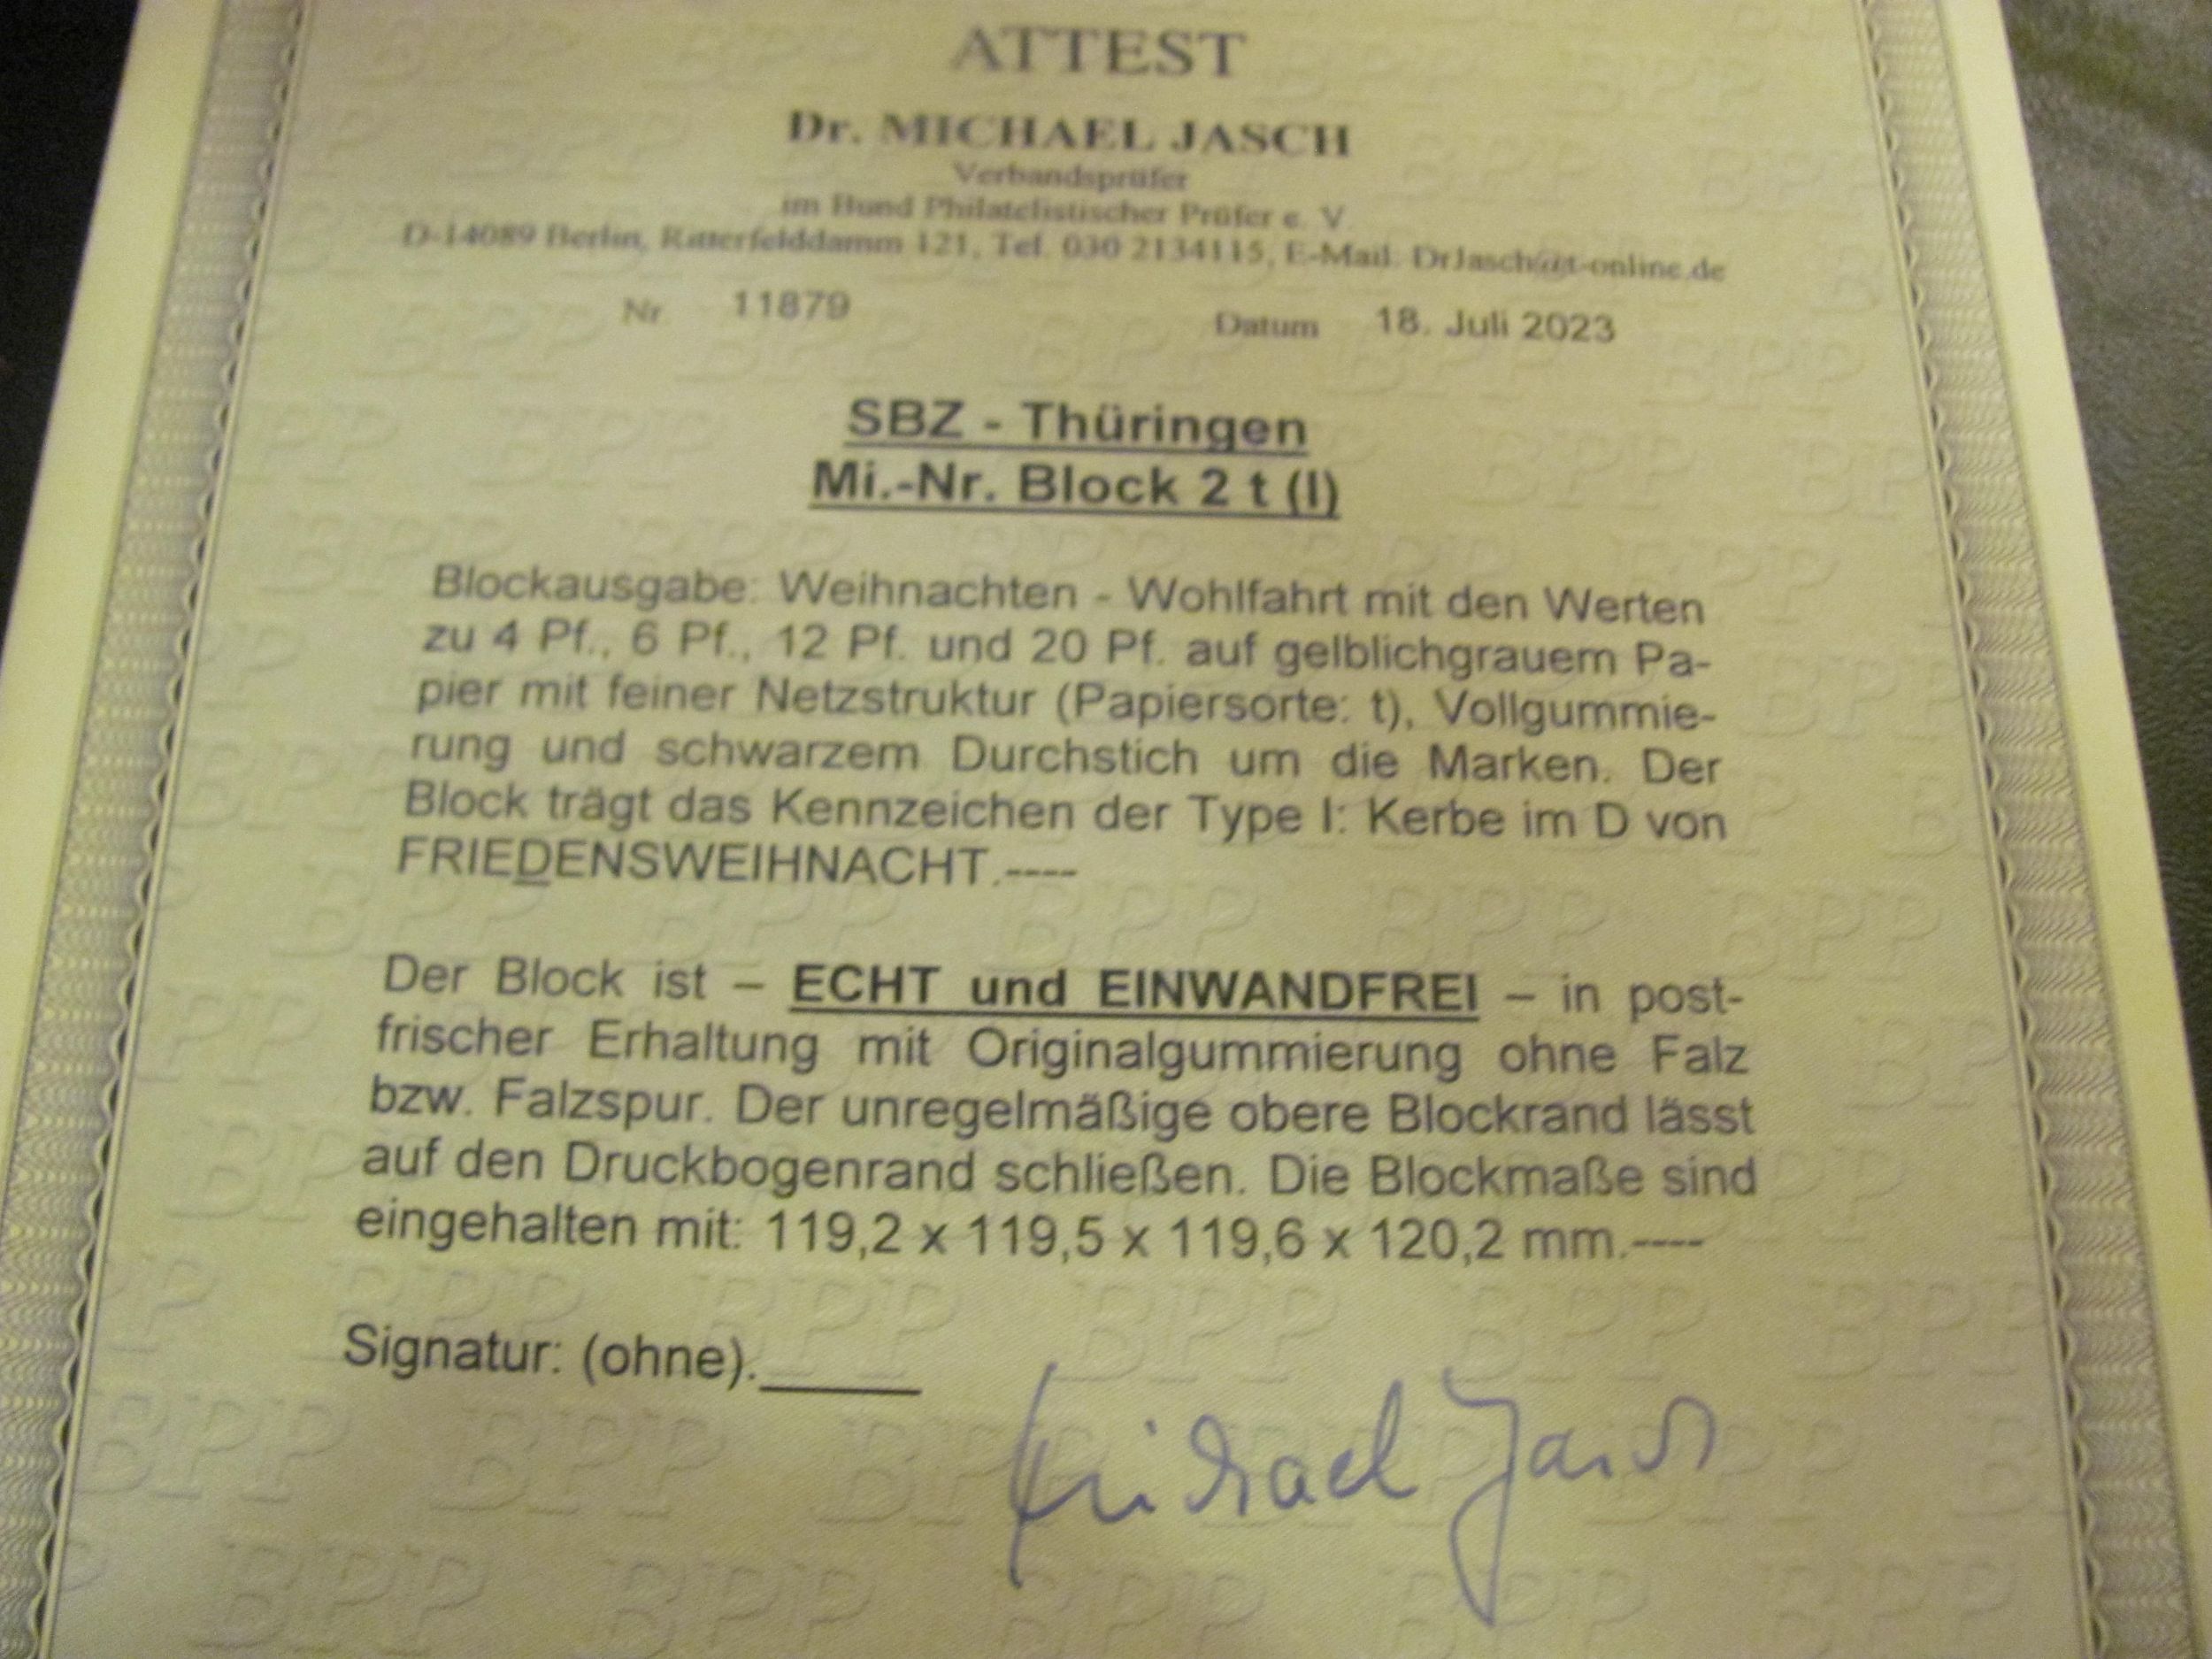 ATTEST
Dr. MICHAEL JASCH
Verbandsprüfer
im Bund Philatelistischer Prüfer e. V.
D-14089 Berlin, Ritterfelddamm 121, Tel. 030 2134115, E-Mail: DrJasch@t-online.de
Nr 11879 Datum 18. Juli 2023
SBZ - Thüringen
Mi.-Nr. Block 2 t (I)
Blockausgabe: Weihnachten - Wohlfahrt mit den Werten
zu 4 Pf., 6 Pf., 12 Pf. und 20 Pf. auf gelblichgrauem Pa-
pier mit feiner Netzstruktur (Papiersorte: t), Vollgummie-
rung und schwarzem Durchstich um die Marken. Der
Block trägt das Kennzeichen der Type I: Kerbe im D von
FRIEDENSWEIHNACHT.----
Der Block ist – ECHT und EINWANDFREI – in post-
frischer Erhaltung mit Originalgummierung ohne Falz
bzw. Falzspur. Der unregelmäßige obere Blockrand lässt
auf den Druckbogenrand schließen. Die Blockmaße sind
eingehalten mit: 119,2 x 119,5 x 119,6 x 120,2 mm.----
Signatur: (ohne).
Michael Jasch